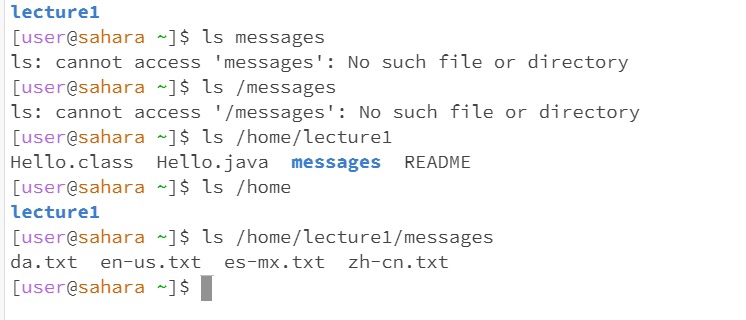 lecture1
[user@sahara ~]$ ls messages
ls: cannot access 'messages': No such file or directory
[user@sahara ~]$ ls /messages
ls: cannot access '/messages': No such file or directory
[user@sahara ~]$ ls /home/lecture1
Hello.class  Hello.java  messages  README
[user@sahara ~]$ ls /home
lecture1
[user@sahara ~]$ ls /home/lecture1/messages
da.txt  en-us.txt  es-mx.txt  zh-cn.txt
[user@sahara ~]$